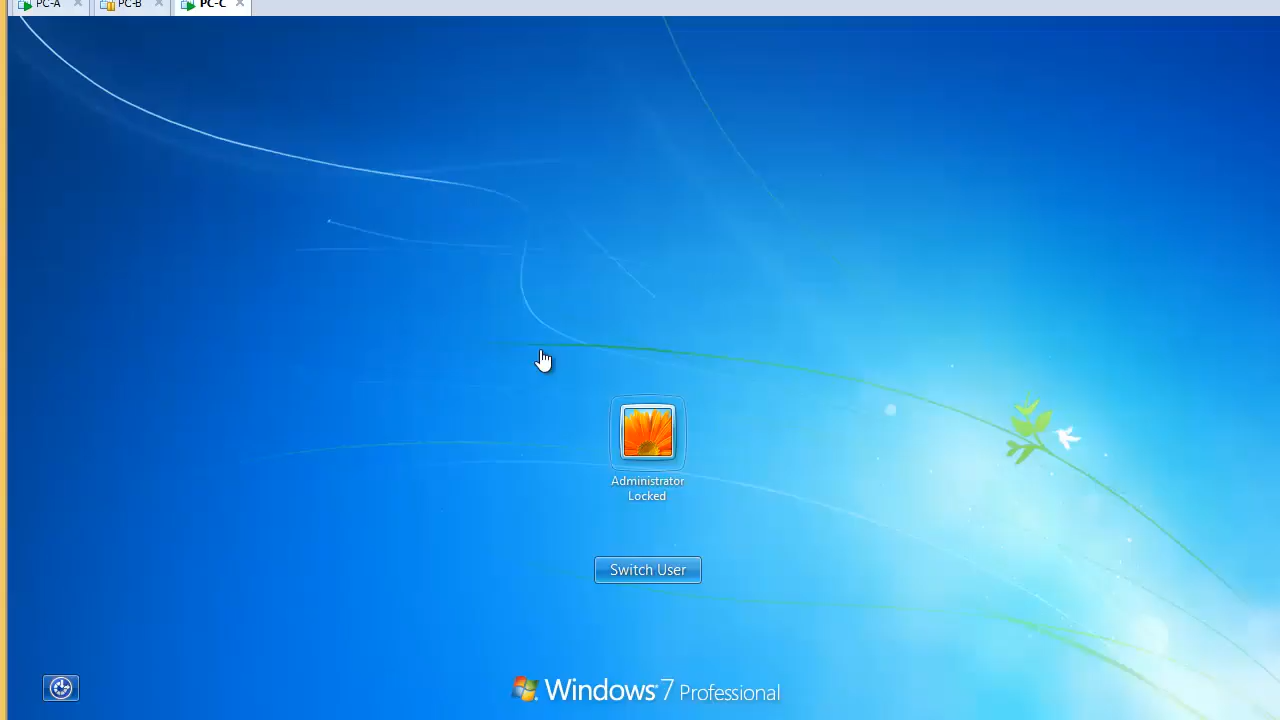 PC-A
PC-B
PC-C
Administrator
Locked
Switch User
Windows 7 Professional